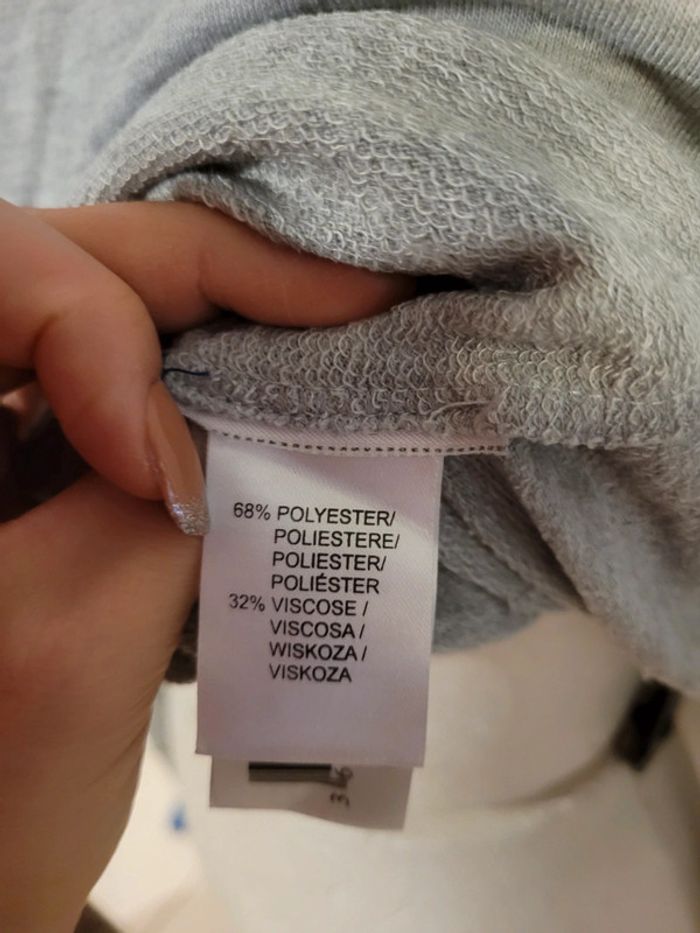 68% POLYESTER/
POLIESTERE/
POLIESTER/
POLIÉSTER
32% VISCOSE /
VISCOSA /
WISKOZA /
VISKOZA